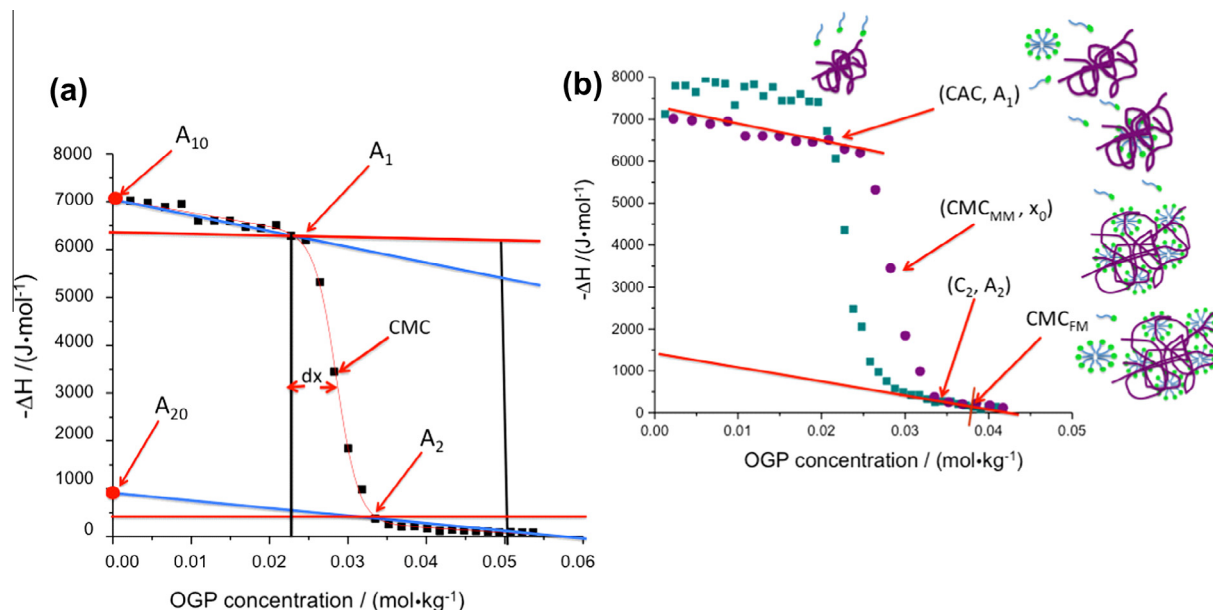 (a)
A₁₀
A₁
8000
7000
6000
5000
4000
3000
2000
1000
0
-ΔH /(J•mol⁻¹)
CMC
dx
A₂₀
A₂
0.00 0.01 0.02 0.03 0.04 0.05 0.06
OGP concentration / (mol•kg⁻¹)
(b)
8000
7000
6000
5000
4000
3000
2000
1000
0
-ΔH /(J•mol⁻¹)
(CAC, A₁)
(CMC_MM , x₀)
(C₂, A₂)
CMC_FM
0.00 0.01 0.02 0.03 0.04 0.05
OGP concentration / (mol•kg⁻¹)